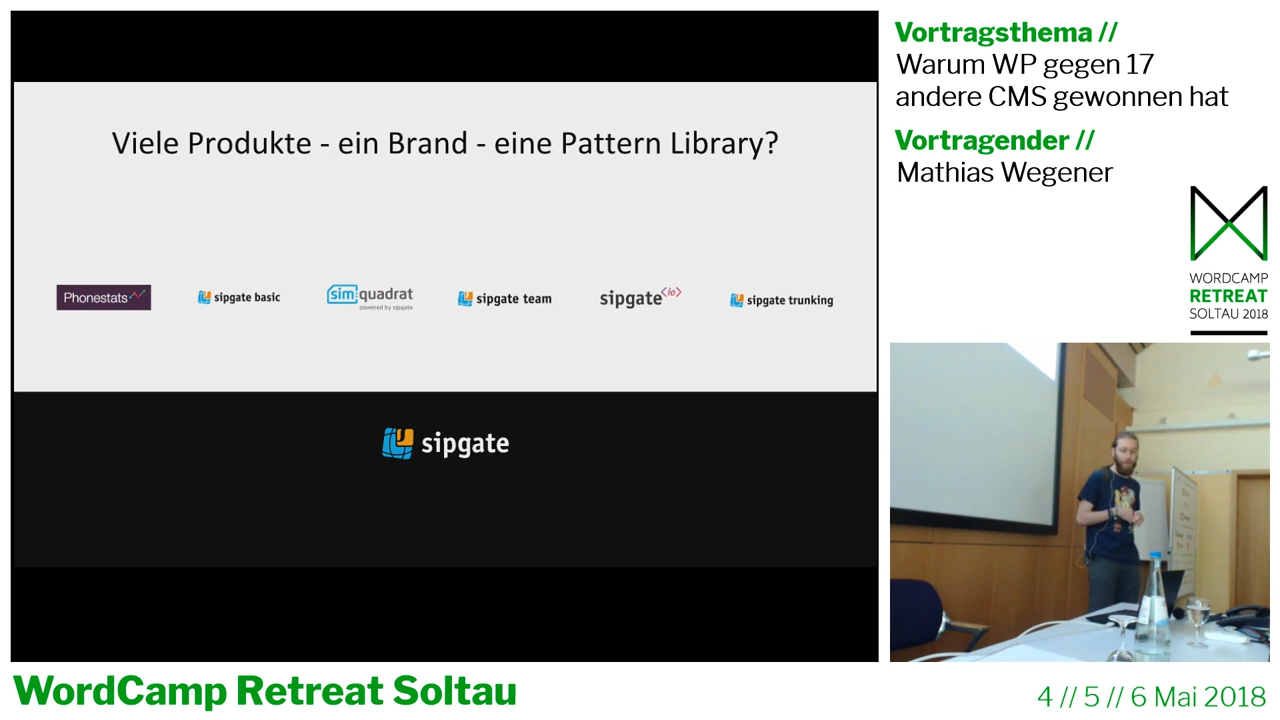 Viele Produkte - ein Brand - eine Pattern Library?
Phonestats
sipgate basic
simquadrat
powered by sipgate
sipgate team
sipgate<io>
sipgate trunking
sipgate
Vortragsthema //
Warum WP gegen 17
andere CMS gewonnen hat
Vortragender //
Mathias Wegener
WORDCAMP
RETREAT
SOLTAU 2018
WordCamp Retreat Soltau
4 // 5 // 6 Mai 2018